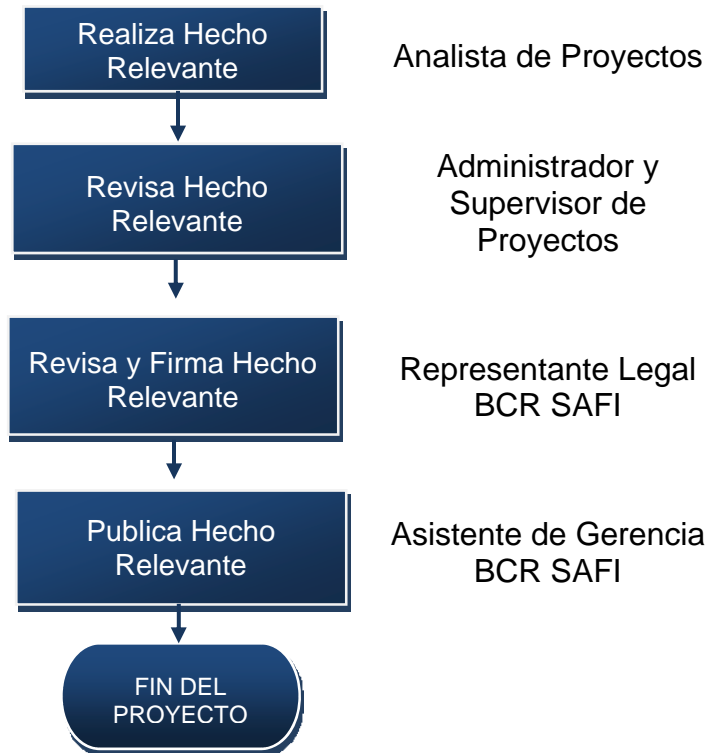 Realiza Hecho
Relevante
Analista de Proyectos
Revisa Hecho
Relevante
Administrador y
Supervisor de
Proyectos
Revisa y Firma Hecho
Relevante
Representante Legal
BCR SAFI
Publica Hecho
Relevante
Asistente de Gerencia
BCR SAFI
FIN DEL
PROYECTO